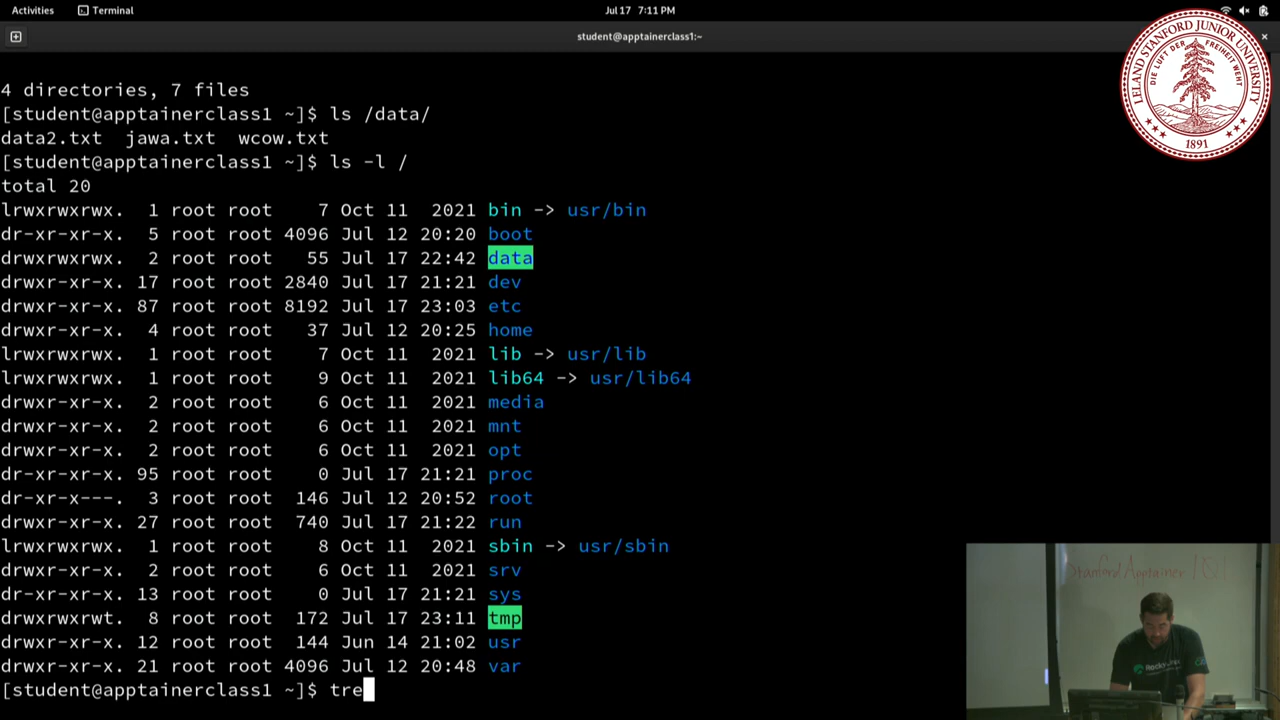 Activities Terminal Jul 17 7:11 PM
student@apptainerclass1:~
4 directories, 7 files
[student@apptainerclass1 ~]$ ls /data/
data2.txt jawa.txt wcow.txt
[student@apptainerclass1 ~]$ ls -l /
total 20
lrwxrwxrwx. 1 root root 7 Oct 11 2021 bin -> usr/bin
dr-xr-xr-x. 5 root root 4096 Jul 12 20:20 boot
drwxrwxrwx. 2 root root 55 Jul 17 22:42 data
drwxr-xr-x. 17 root root 2840 Jul 17 21:21 dev
drwxr-xr-x. 87 root root 8192 Jul 17 23:03 etc
drwxr-xr-x. 4 root root 37 Jul 12 20:25 home
lrwxrwxrwx. 1 root root 7 Oct 11 2021 lib -> usr/lib
lrwxrwxrwx. 1 root root 9 Oct 11 2021 lib64 -> usr/lib64
drwxr-xr-x. 2 root root 6 Oct 11 2021 media
drwxr-xr-x. 2 root root 6 Oct 11 2021 mnt
drwxr-xr-x. 2 root root 6 Oct 11 2021 opt
dr-xr-xr-x. 95 root root 0 Jul 17 21:21 proc
dr-xr-x---. 3 root root 146 Jul 12 20:52 root
drwxr-xr-x. 27 root root 740 Jul 17 21:22 run
lrwxrwxrwx. 1 root root 8 Oct 11 2021 sbin -> usr/sbin
drwxr-xr-x. 2 root root 6 Oct 11 2021 srv
dr-xr-xr-x. 13 root root 0 Jul 17 21:21 sys
drwxrwxrwt. 8 root root 172 Jul 17 23:11 tmp
drwxr-xr-x. 12 root root 144 Jun 14 21:02 usr
drwxr-xr-x. 21 root root 4096 Jul 12 20:48 var
[student@apptainerclass1 ~]$ tre
LELAND STANFORD JUNIOR UNIVERSITY
DIE LUFT DER FREIHEIT WEHT
1891
Stanford Apptainer